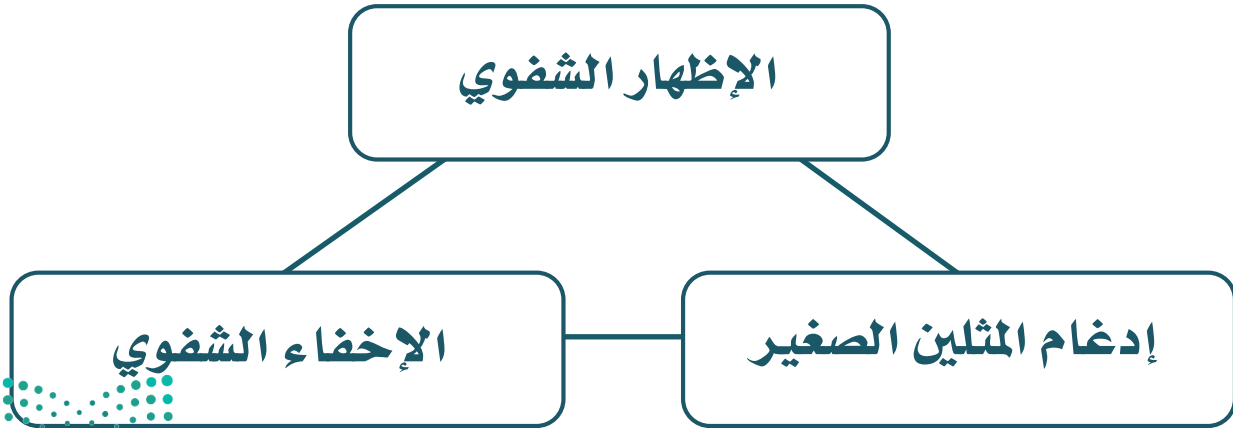 الإظهار الشفوي
إدغام المثلين الصغير
الإخفاء الشفوي